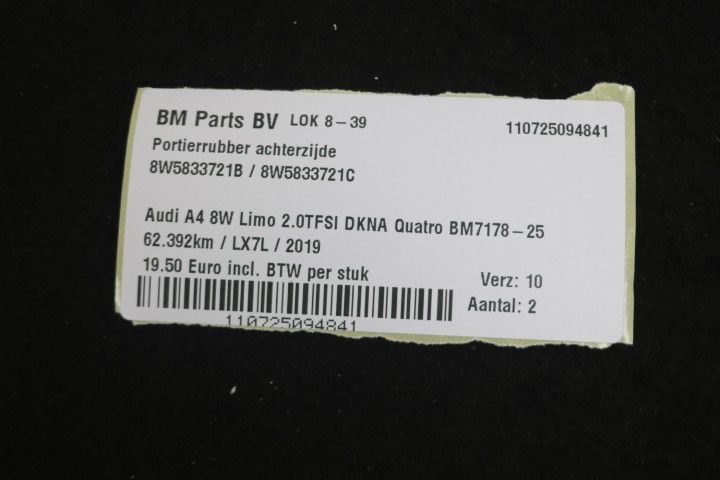 BM Parts BV LOK 8-39 110725094841
Portierrubber achterzijde
8W5833721B / 8W5833721C
Audi A4 8W Limo 2.0TFSI DKNA Quatro BM7178-25
62.392km / LX7L / 2019
19.50 Euro incl. BTW per stuk Verz: 10
Aantal: 2
110725094841